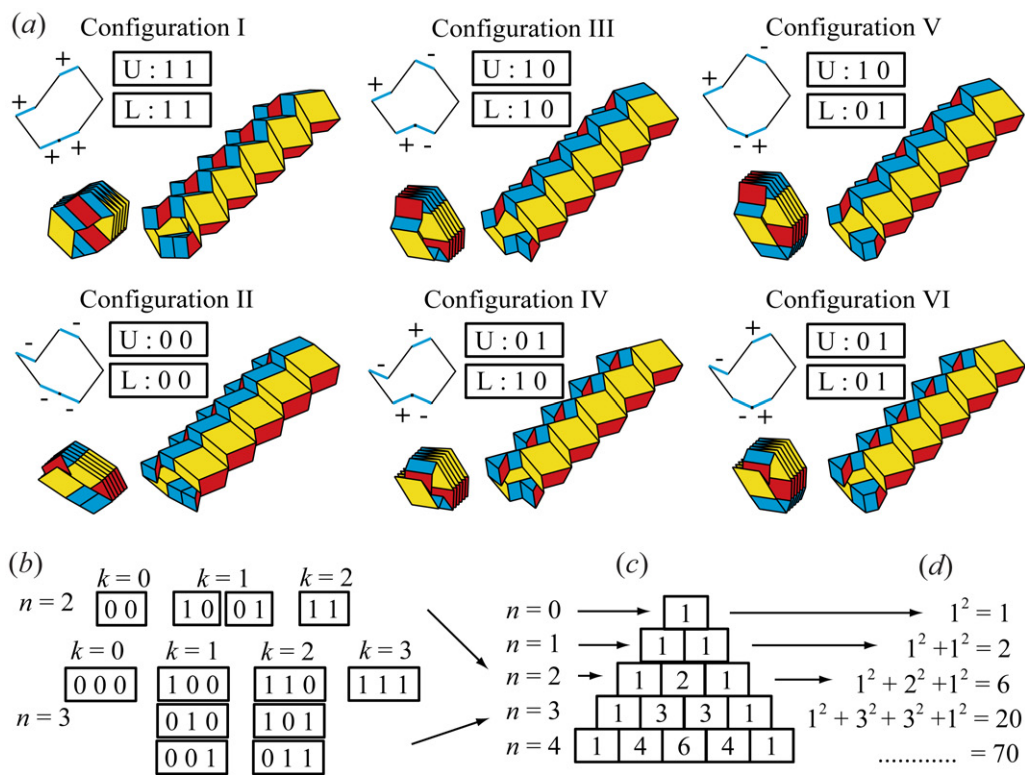 (a)
Configuration I
+
+
+
+
U : 1 1
L : 1 1
Configuration III
-
+
+
-
U : 1 0
L : 1 0
Configuration V
-
+
-
+
U : 1 0
L : 0 1
Configuration II
-
-
-
-
U : 0 0
L : 0 0
Configuration IV
+
-
+
-
U : 0 1
L : 1 0
Configuration VI
+
-
-
+
U : 0 1
L : 0 1
(b)
k = 0 k = 1 k = 2
n = 2 0 0 1 0 0 1 1 1
k = 0 k = 1 k = 2 k = 3
0 0 0 1 0 0 1 1 0 1 1 1
n = 3 0 1 0 1 0 1
0 0 1 0 1 1
(c)
n = 0 1
n = 1 1 1
n = 2 1 2 1
n = 3 1 3 3 1
n = 4 1 4 6 4 1
(d)
1² = 1
1² +1² = 2
1² + 2² +1² = 6
1² + 3² + 3² +1² = 20
............ = 70